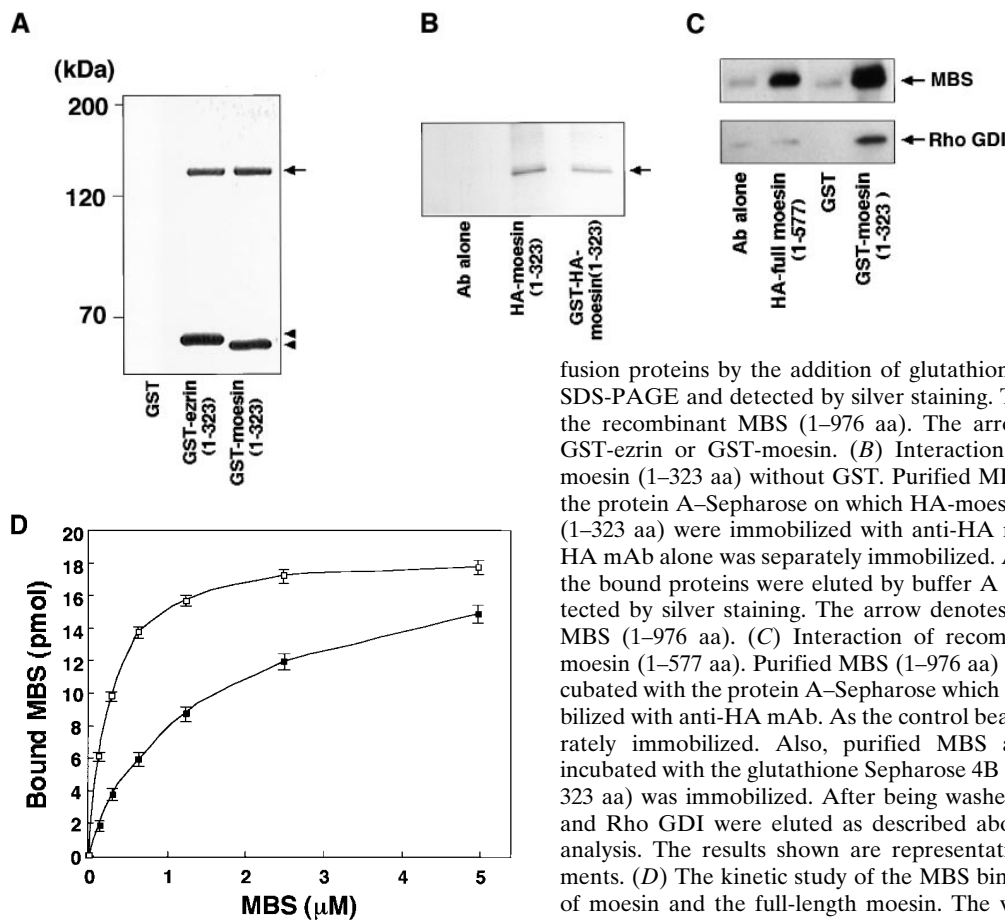 A
(kDa)
200
120
70
GST
GST-ezrin
(1-323)
GST-moesin
(1-323)
B
Ab alone
HA-moesin
(1-323)
GST-HA-
moesin(1-323)
C
MBS
Rho GDI
Ab alone
HA-full moesin
(1-577)
GST
GST-moesin
(1-323)
fusion proteins by the addition of glutathion
SDS-PAGE and detected by silver staining. T
the recombinant MBS (1–976 aa). The arro
GST-ezrin or GST-moesin. (B) Interaction
moesin (1–323 aa) without GST. Purified MI
the protein A–Sepharose on which HA-moes
(1–323 aa) were immobilized with anti-HA r
HA mAb alone was separately immobilized. A
the bound proteins were eluted by buffer A
tected by silver staining. The arrow denotes
MBS (1–976 aa). (C) Interaction of recom
moesin (1–577 aa). Purified MBS (1–976 aa)
cubated with the protein A–Sepharose which
bilized with anti-HA mAb. As the control bea
rately immobilized. Also, purified MBS a
incubated with the glutathione Sepharose 4B
323 aa) was immobilized. After being washe
and Rho GDI were eluted as described abo
analysis. The results shown are representati
ments. (D) The kinetic study of the MBS bin
of moesin and the full-length moesin. The v
D
Bound MBS (pmol)
20
18
16
14
12
10
8
6
4
2
0
0 1 2 3 4 5
MBS (μM)